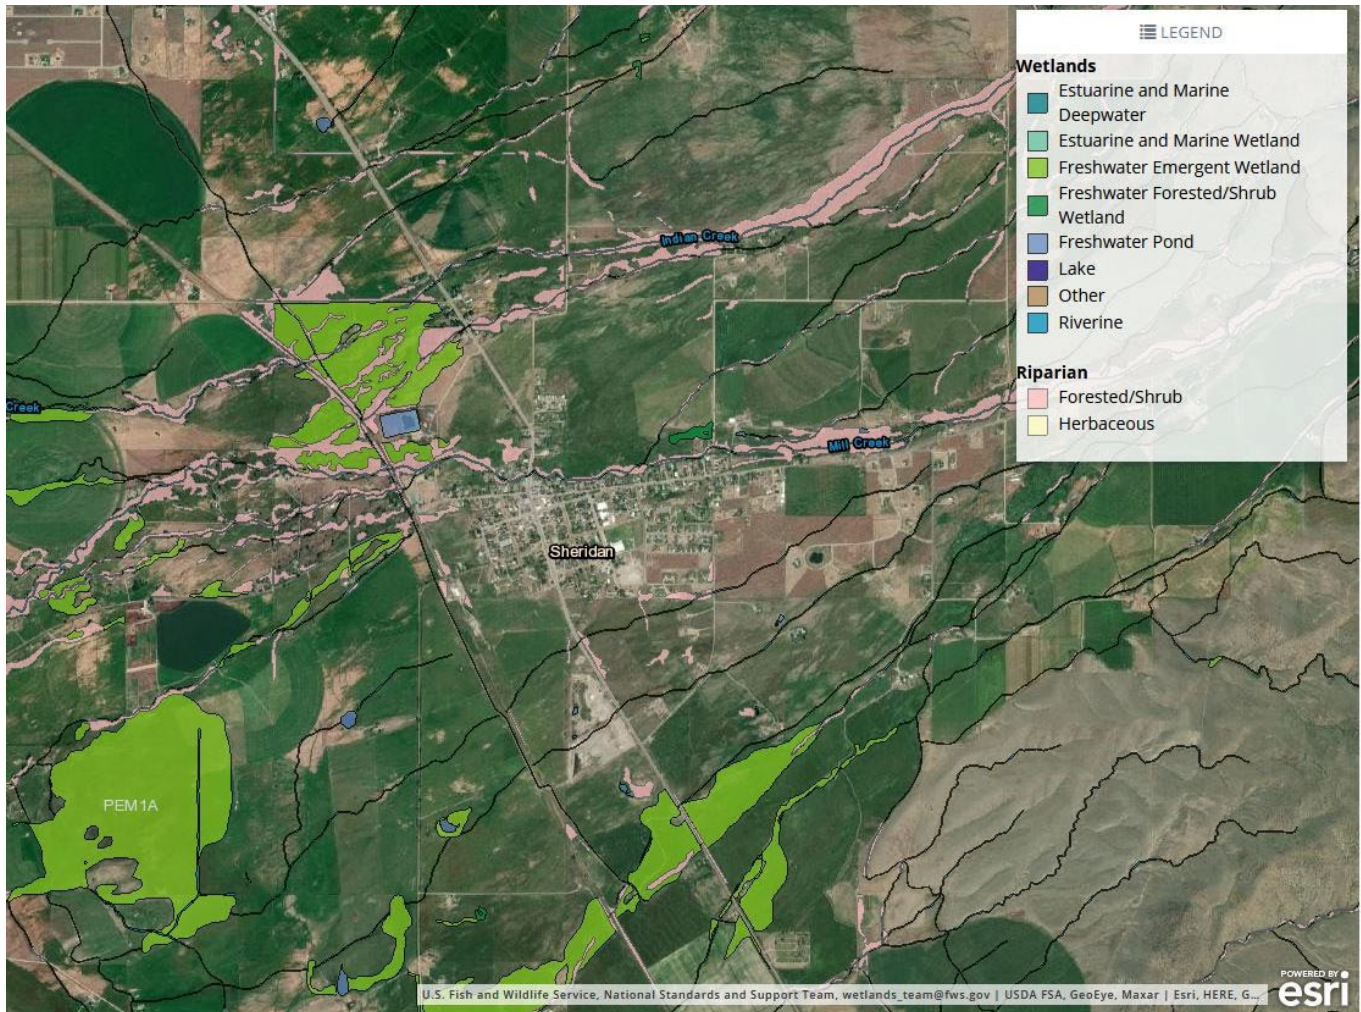 LEGEND
Wetlands
Estuarine and Marine
Deepwater
Estuarine and Marine Wetland
Freshwater Emergent Wetland
Freshwater Forested/Shrub
Wetland
Freshwater Pond
Lake
Other
Riverine
Riparian
Forested/Shrub
Herbaceous
Indian Creek
Creek
Mill Creek
Sheridan
PEM1A
U.S. Fish and Wildlife Service, National Standards and Support Team, wetlands_team@fws.gov | USDA FSA, GeoEye, Maxar | Esri, HERE, G...
POWERED BY
esri